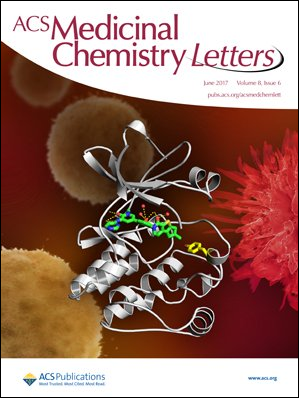 ACS Medicinal
Chemistry Letters
June 2017 Volume 8, Issue 6
pubs.acs.org/acsmedchemlett
ACS Publications
Most Trusted. Most Cited. Most Read.
www.acs.org